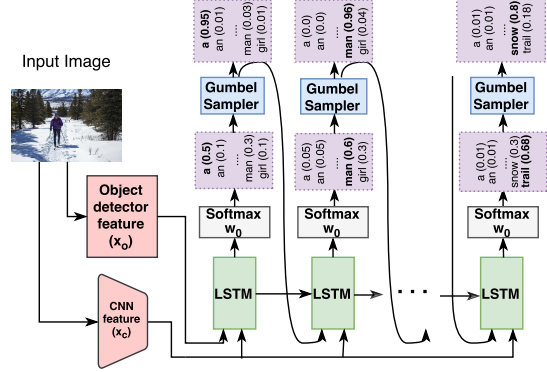 Input Image
a (0.95)
an (0.01)
....
man (0.03)
girl (0.01)
a (0.0)
an (0.0)
....
man (0.96)
girl (0.04)
a (0.01)
an (0.01)
....
snow (0.8)
trail (0.18)
Gumbel
Sampler
Gumbel
Sampler
Gumbel
Sampler
a (0.5)
an (0.1)
....
man (0.3)
girl (0.1)
a (0.05)
an (0.05)
....
man (0.6)
girl (0.3)
a (0.01)
an (0.01)
....
snow (0.3)
trail (0.68)
Object
detector
feature
(x₀)
Softmax
w₀
Softmax
w₀
Softmax
w₀
CNN
feature
(x꜀)
LSTM
LSTM
...
LSTM